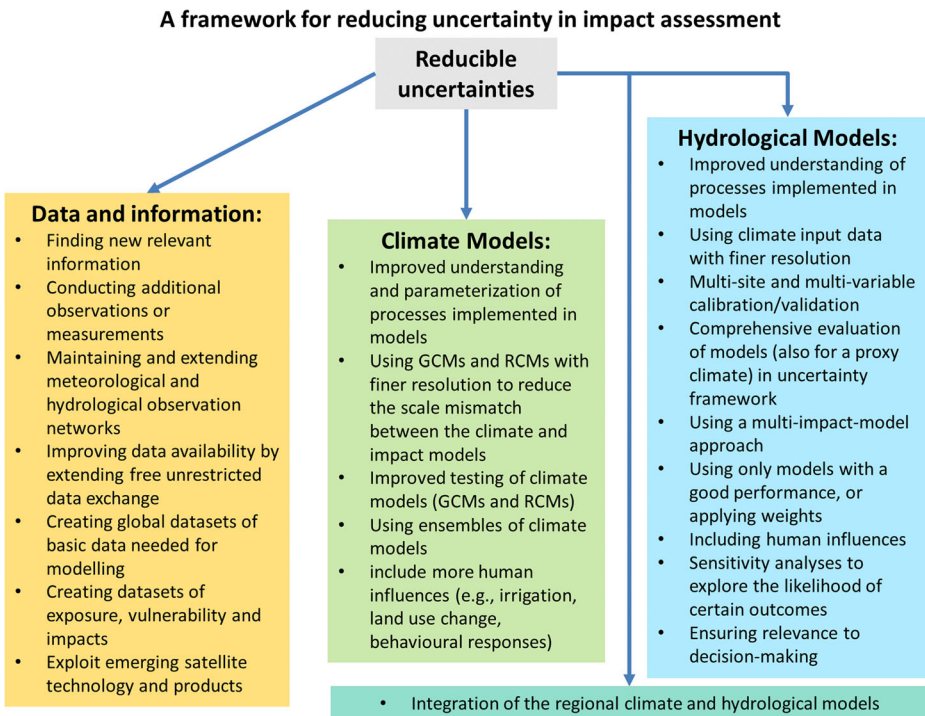 A framework for reducing uncertainty in impact assessment
Reducible
uncertainties
Data and information:
• Finding new relevant
information
• Conducting additional
observations or
measurements
• Maintaining and extending
meteorological and
hydrological observation
networks
• Improving data availability by
extending free unrestricted
data exchange
• Creating global datasets of
basic data needed for
modelling
• Creating datasets of
exposure, vulnerability and
impacts
• Exploit emerging satellite
technology and products
Climate Models:
• Improved understanding
and parameterization of
processes implemented in
models
• Using GCMs and RCMs with
finer resolution to reduce
the scale mismatch
between the climate and
impact models
• Improved testing of climate
models (GCMs and RCMs)
• Using ensembles of climate
models
• include more human
influences (e.g., irrigation,
land use change,
behavioural responses)
Hydrological Models:
• Improved understanding of
processes implemented in
models
• Using climate input data
with finer resolution
• Multi-site and multi-variable
calibration/validation
• Comprehensive evaluation
of models (also for a proxy
climate) in uncertainty
framework
• Using a multi-impact-model
approach
• Using only models with a
good performance, or
applying weights
• Including human influences
• Sensitivity analyses to
explore the likelihood of
certain outcomes
• Ensuring relevance to
decision-making
• Integration of the regional climate and hydrological models